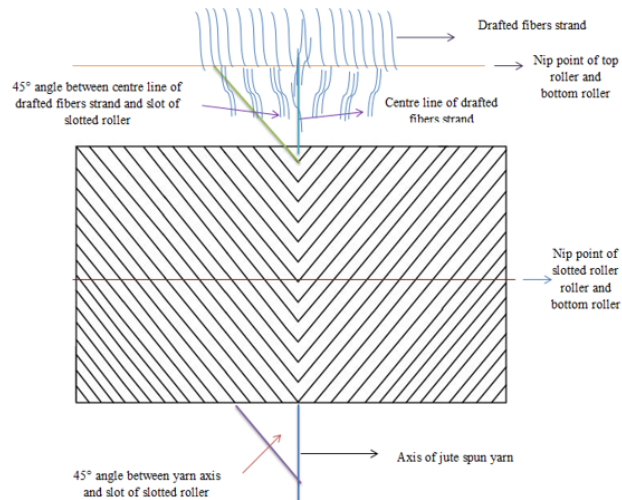 Drafted fibers strand
Nip point of top
roller and
bottom roller
45° angle between centre line
of drafted fibers strand and slot of
slotted roller
Centre line of drafted
fibers strand
Nip point of
slotted roller
roller and
bottom roller
Axis of jute spun yarn
45° angle between yarn axis
and slot of slotted roller